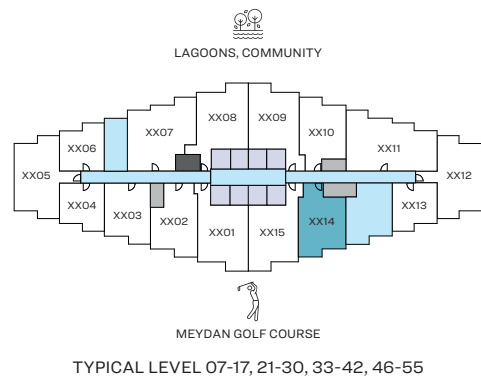 LAGOONS, COMMUNITY
XX08 XX09
XX07 XX10
XX06 XX11
XX05 XX12
XX04 XX03 XX02 XX01 XX15 XX14 XX13
MEYDAN GOLF COURSE
TYPICAL LEVEL 07-17, 21-30, 33-42, 46-55